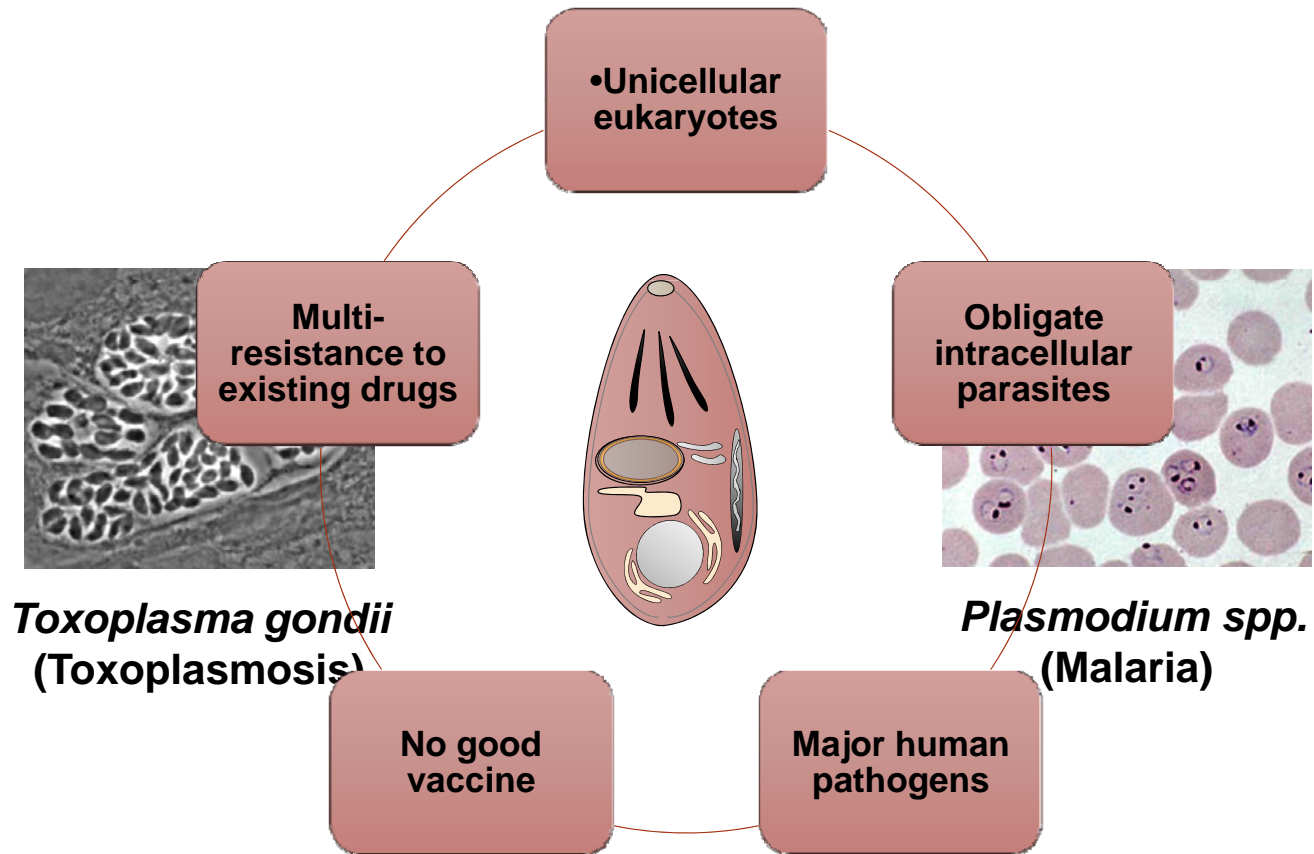 •Unicellular
eukaryotes
Multi-
resistance to
existing drugs
Obligate
intracellular
parasites
Toxoplasma gondii
(Toxoplasmosis)
Plasmodium spp.
(Malaria)
No good
vaccine
Major human
pathogens